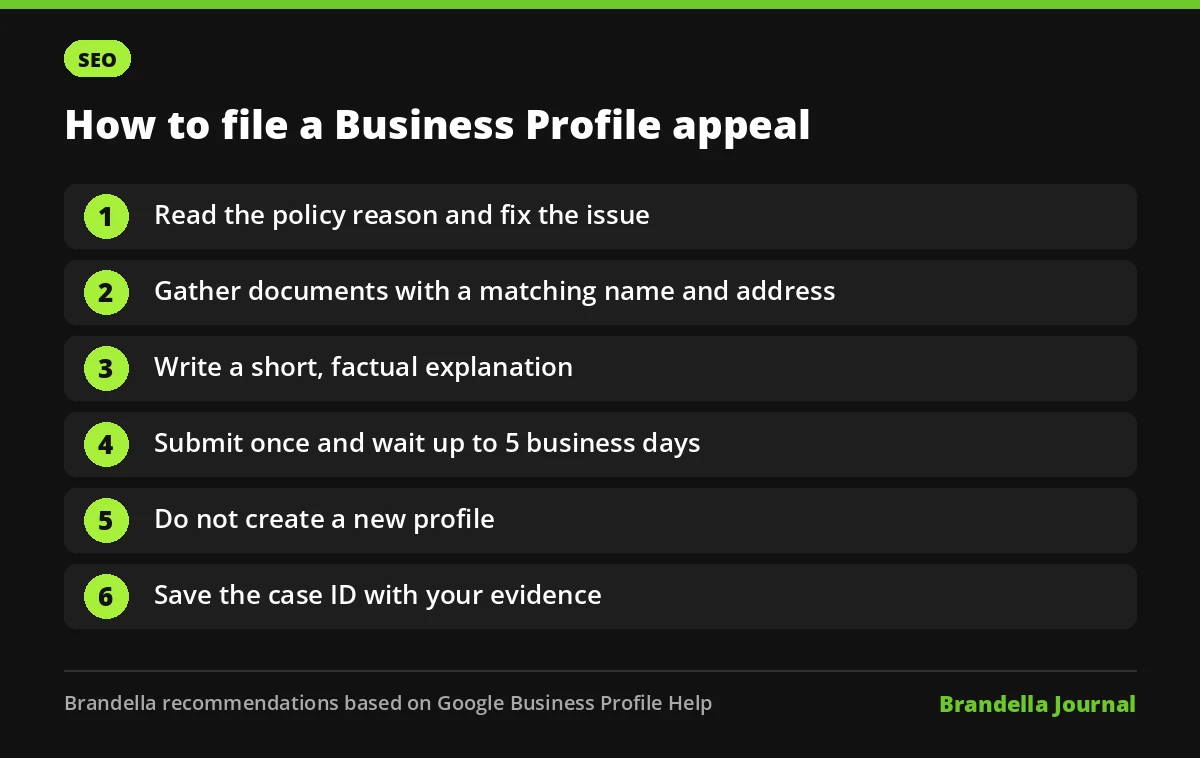 SEO
How to file a Business Profile appeal
1 Read the policy reason and fix the issue
2 Gather documents with a matching name and address
3 Write a short, factual explanation
4 Submit once and wait up to 5 business days
5 Do not create a new profile
6 Save the case ID with your evidence
Brandella recommendations based on Google Business Profile Help
Brandella Journal